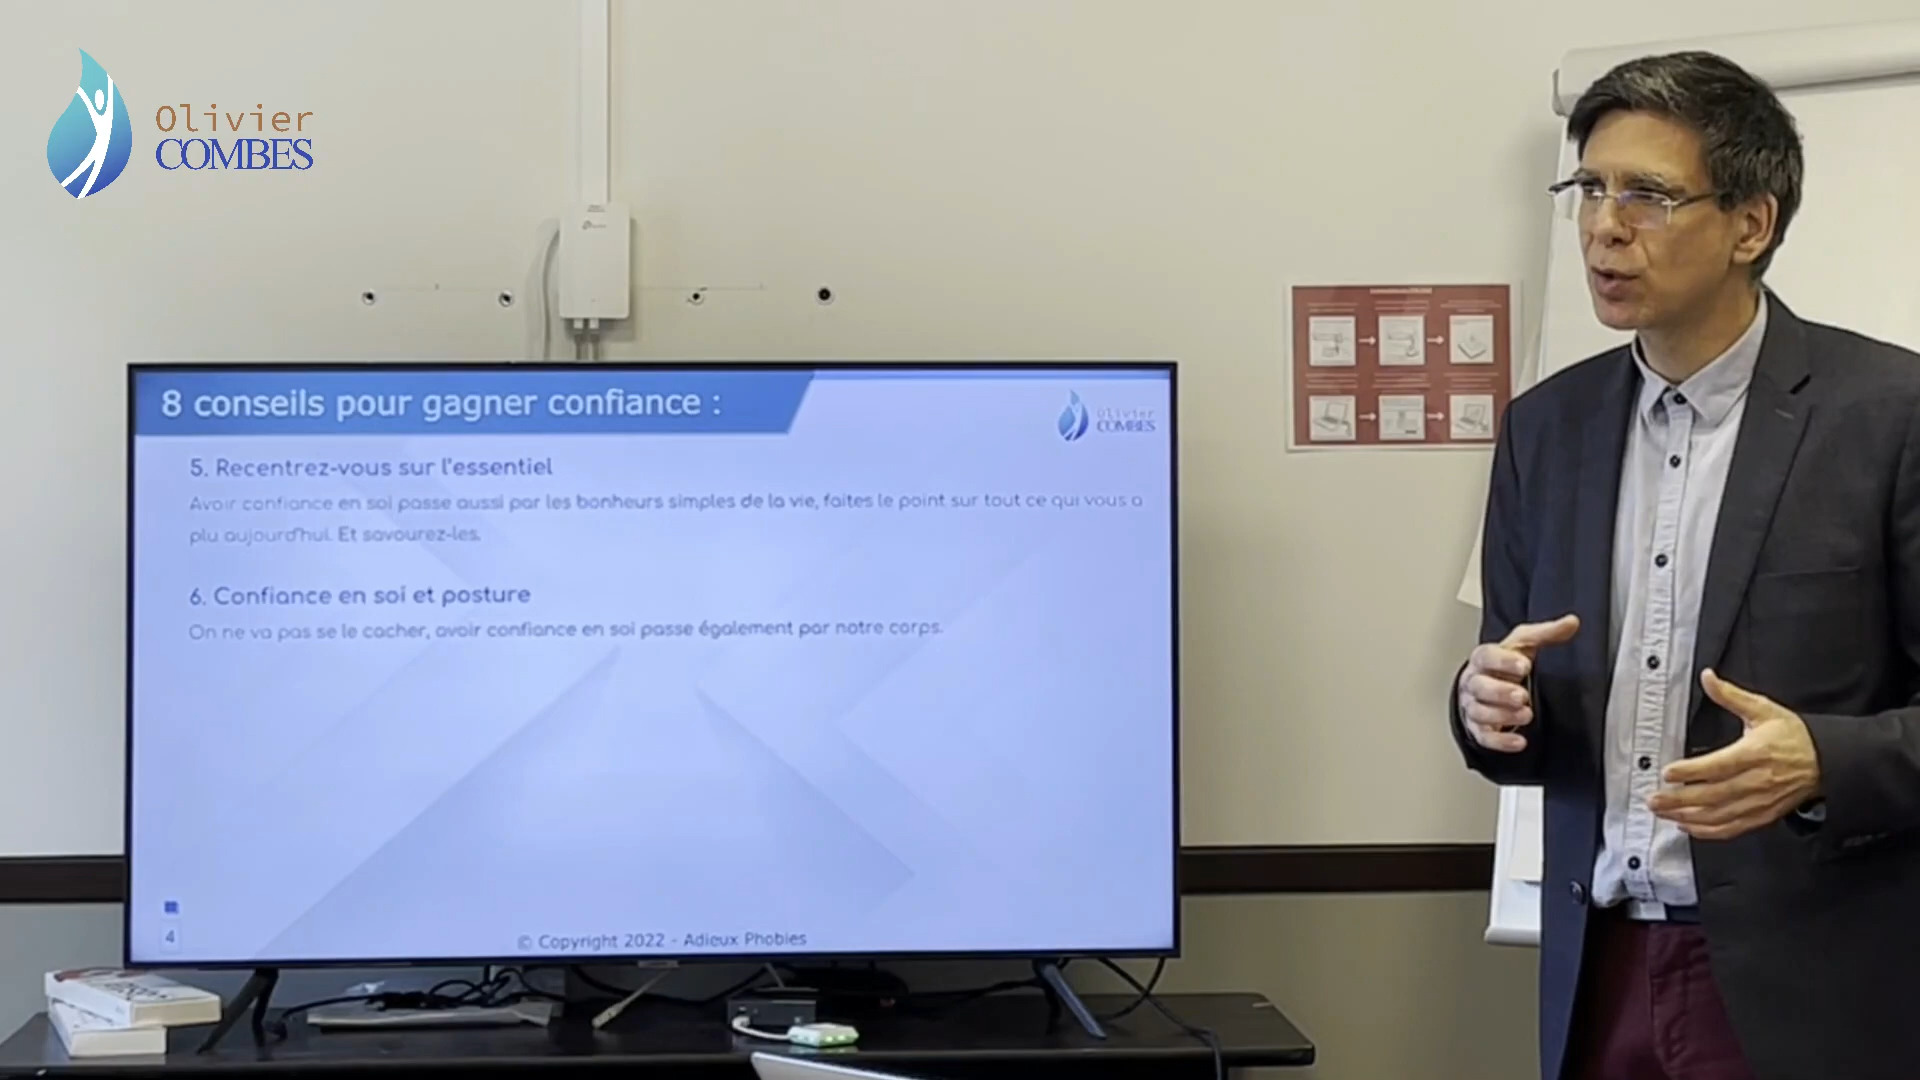 Olivier
COMBES
8 conseils pour gagner confiance :
Olivier
COMBES
5. Recentrez-vous sur l'essentiel
Avoir confiance en soi passe aussi par les bonheurs simples de la vie, faites le point sur tout ce qui vous a
plu aujourd'hui. Et savourez-les.
6. Confiance en soi et posture
On ne va pas se le cacher, avoir confiance en soi passe également par notre corps.
4
© Copyright 2022 - Adieux Phobies